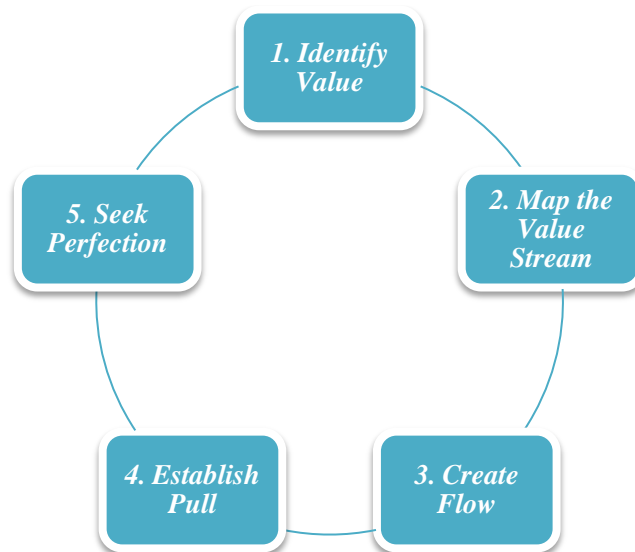 1. Identify
Value
2. Map the
Value
Stream
3. Create
Flow
4. Establish
Pull
5. Seek
Perfection